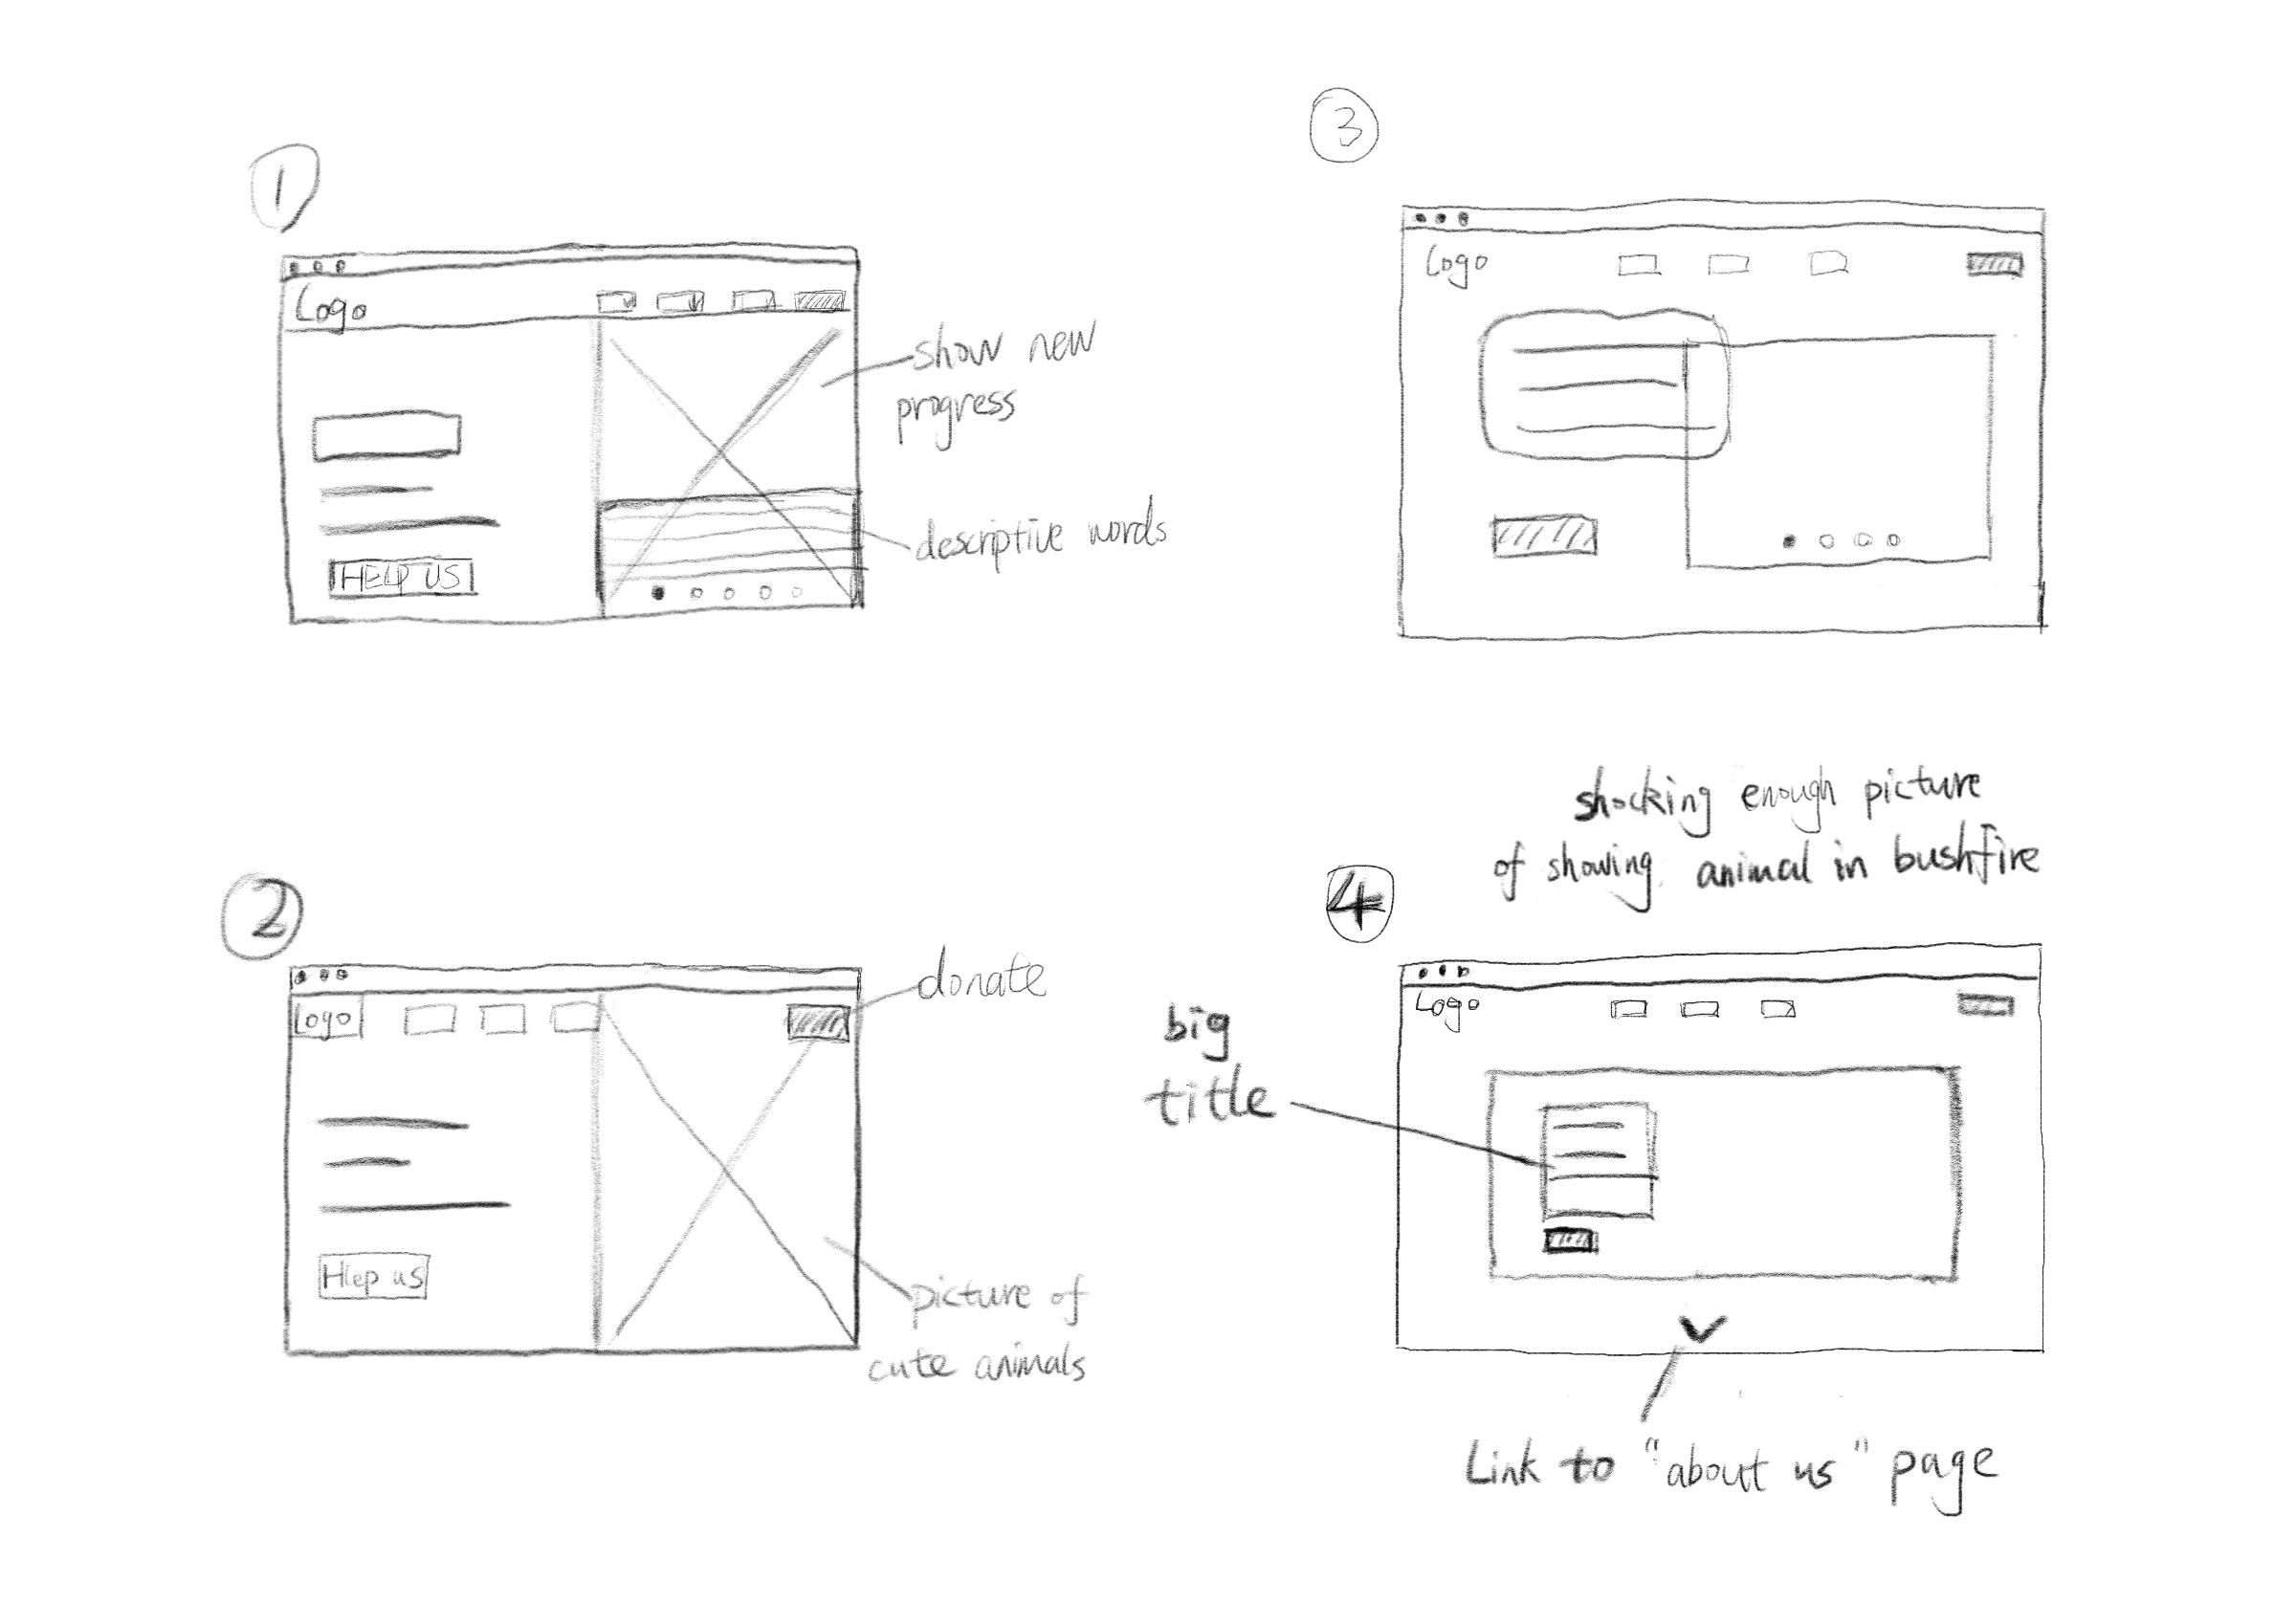 1
Logo
show new
progress
descriptive words
HELP US
2
Logo
donate
Hlep us
picture of
cute animals
3
Logo
shocking enough picture
of showing animal in bushfire
4
Logo
big
title
Link to "about us" page